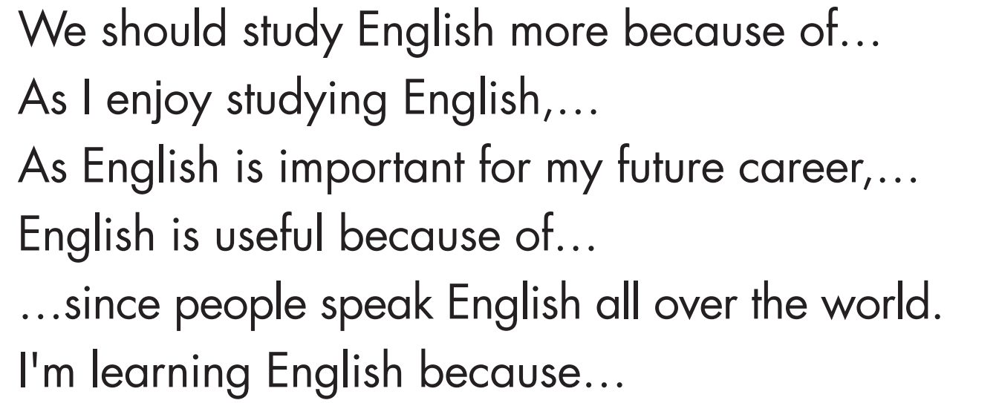 We should study English more because of…
As I enjoy studying English,…
As English is important for my future career,…
English is useful because of…
…since people speak English all over the world.
I'm learning English because…